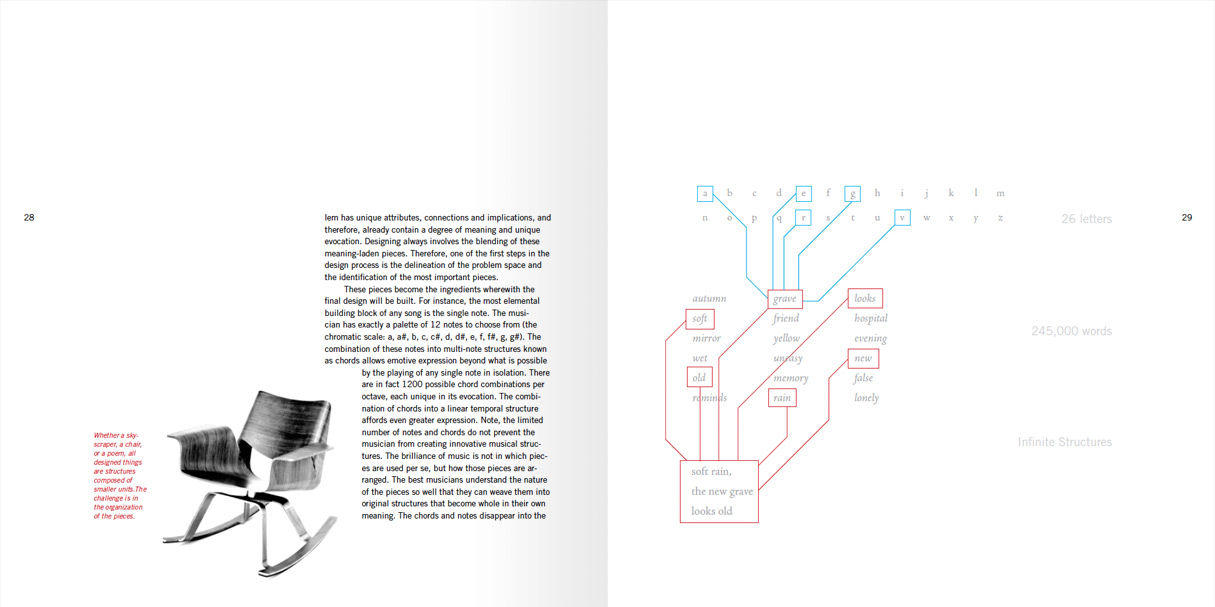 28
lem has unique attributes, connections and implications, and
therefore, already contain a degree of meaning and unique
evocation. Designing always involves the blending of these
meaning-laden pieces. Therefore, one of the first steps in the
design process is the delineation of the problem space and
the identification of the most important pieces.
These pieces become the ingredients wherewith the
final design will be built. For instance, the most elemental
building block of any song is the single note. The musi-
cian has exactly a palette of 12 notes to choose from (the
chromatic scale: a, a#, b, c, c#, d, d#, e, f, f#, g, g#). The
combination of these notes into multi-note structures known
as chords allows emotive expression beyond what is possible
by the playing of any single note in isolation. There
are in fact 1200 possible chord combinations per
octave, each unique in its evocation. The combi-
nation of chords into a linear temporal structure
affords even greater expression. Note, the limited
number of notes and chords do not prevent the
musician from creating innovative musical struc-
tures. The brilliance of music is not in which piec-
es are used per se, but how those pieces are ar-
ranged. The best musicians understand the nature
of the pieces so well that they can weave them into
original structures that become whole in their own
meaning. The chords and notes disappear into the
Whether a sky-
scraper, a chair,
or a poem, all
designed things
are structures
composed of
smaller units.The
challenge is in
the organization
of the pieces.
a b c d e f g h i j k l m
n o p q r s t u v w x y z
26 letters
29
autumn grave looks
soft friend hospital
mirror yellow evening
wet uneasy new
old memory false
reminds rain lonely
245,000 words
soft rain,
the new grave
looks old
Infinite Structures